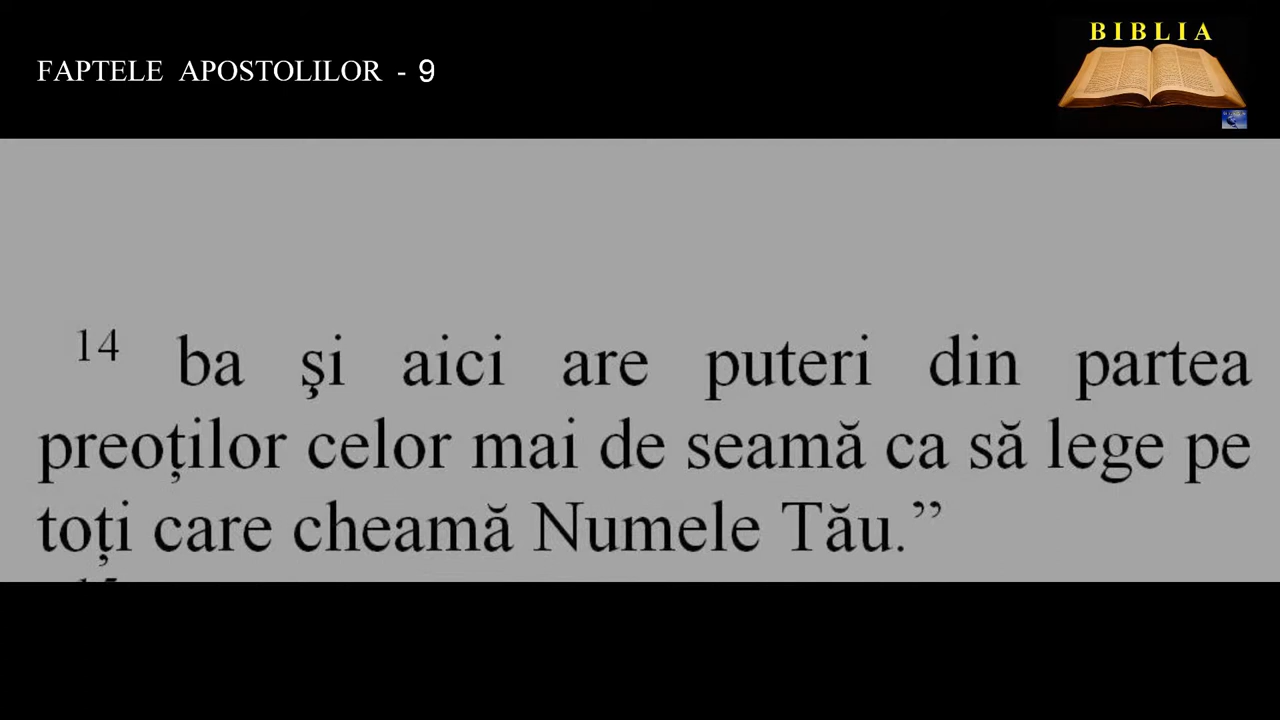 BIBLIA
FAPTELE APOSTOLILOR - 9
14 ba şi aici are puteri din partea
preoţilor celor mai de seamă ca să lege pe
toţi care cheamă Numele Tău.”